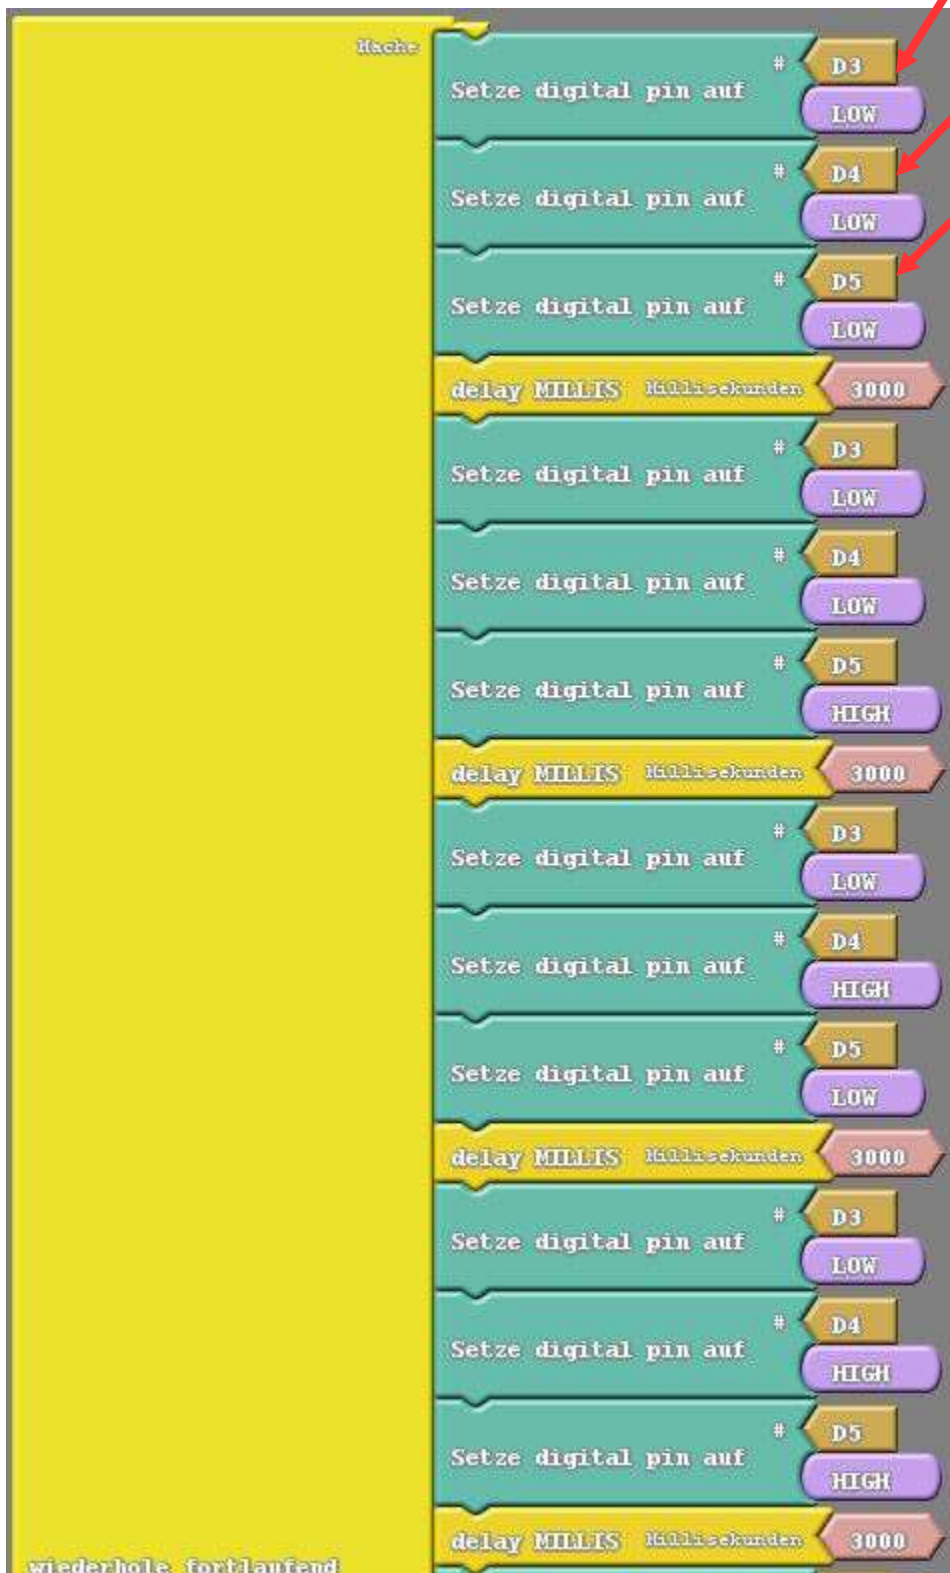 Mache
# D3
Setze digital pin auf
LOW
# D4
Setze digital pin auf
LOW
# D5
Setze digital pin auf
LOW
delay MILLIS Millisekunden 3000
# D3
Setze digital pin auf
LOW
# D4
Setze digital pin auf
LOW
# D5
Setze digital pin auf
HIGH
delay MILLIS Millisekunden 3000
# D3
Setze digital pin auf
LOW
# D4
Setze digital pin auf
HIGH
# D5
Setze digital pin auf
LOW
delay MILLIS Millisekunden 3000
# D3
Setze digital pin auf
LOW
# D4
Setze digital pin auf
HIGH
# D5
Setze digital pin auf
HIGH
delay MILLIS Millisekunden 3000
wiederhole fortlaufend